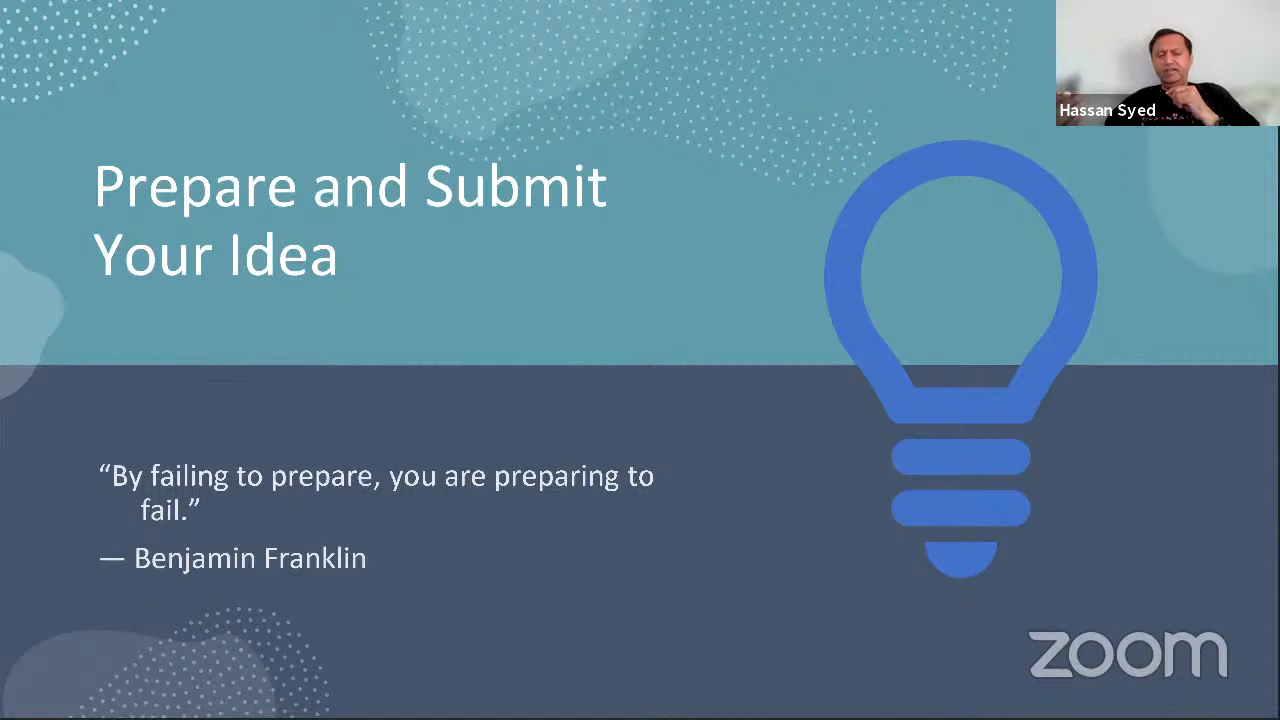 Hassan Syed
Prepare and Submit
Your Idea
“By failing to prepare, you are preparing to
fail.”
— Benjamin Franklin
zoom